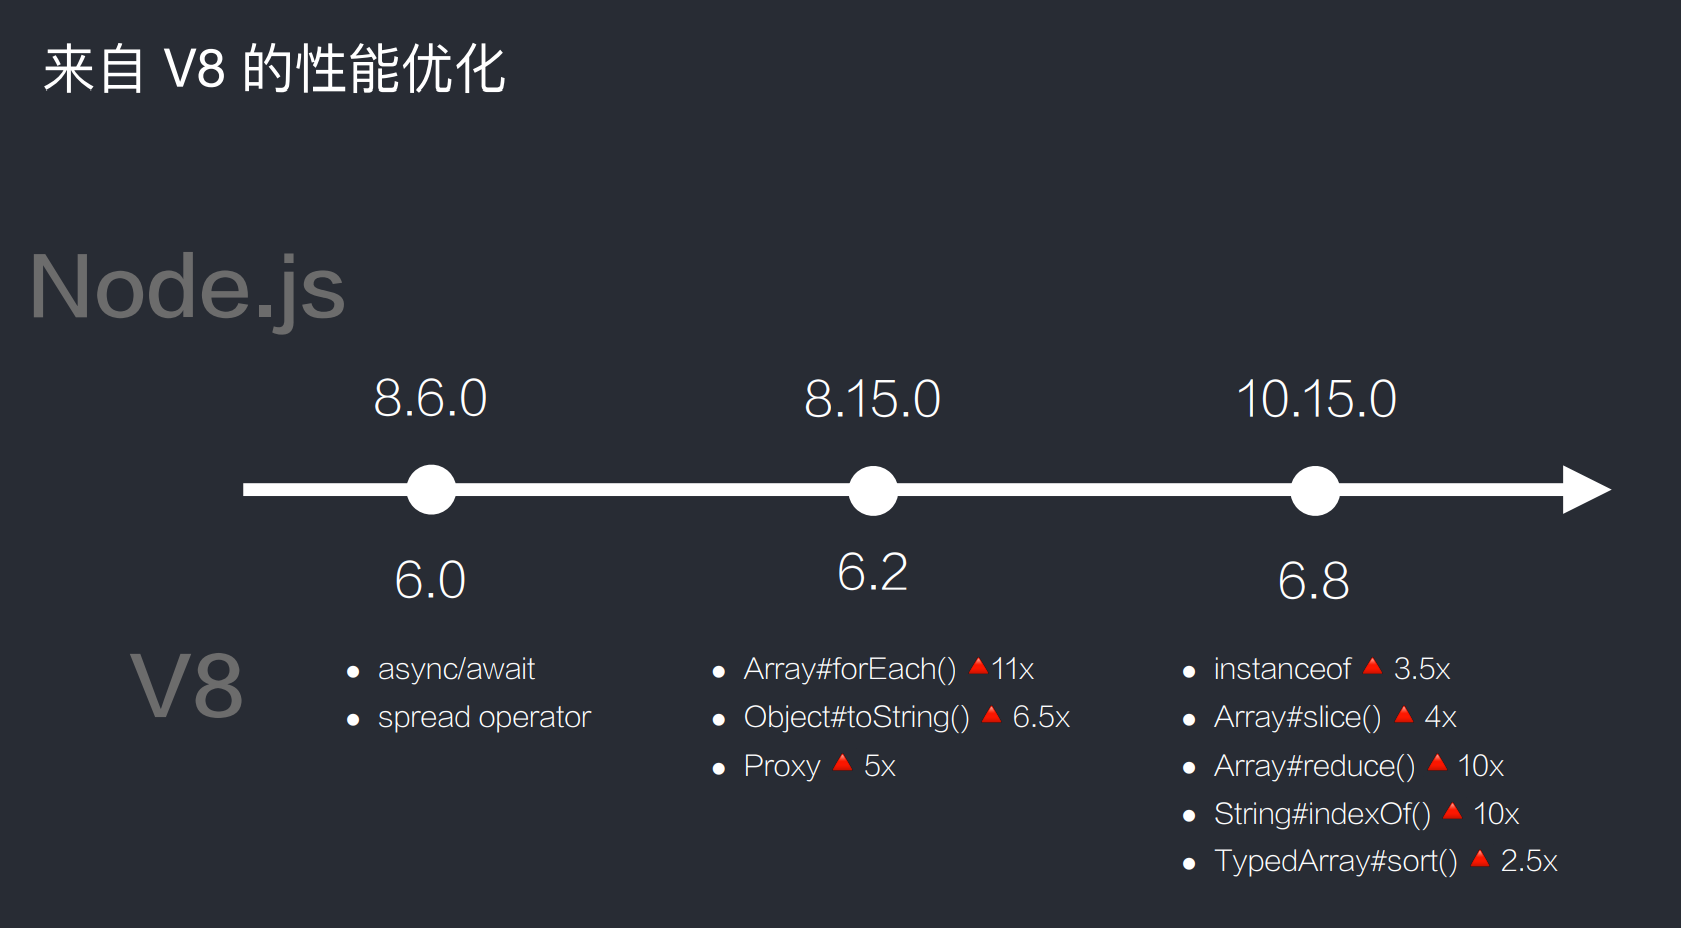 来自 V8 的性能优化
Node.js
8.6.0
8.15.0
10.15.0
6.0
6.2
6.8
V8
• async/await
• spread operator
• Array#forEach() 🔺11x
• Object#toString() 🔺 6.5x
• Proxy 🔺 5x
• instanceof 🔺 3.5x
• Array#slice() 🔺 4x
• Array#reduce() 🔺 10x
• String#indexOf() 🔺 10x
• TypedArray#sort() 🔺 2.5x